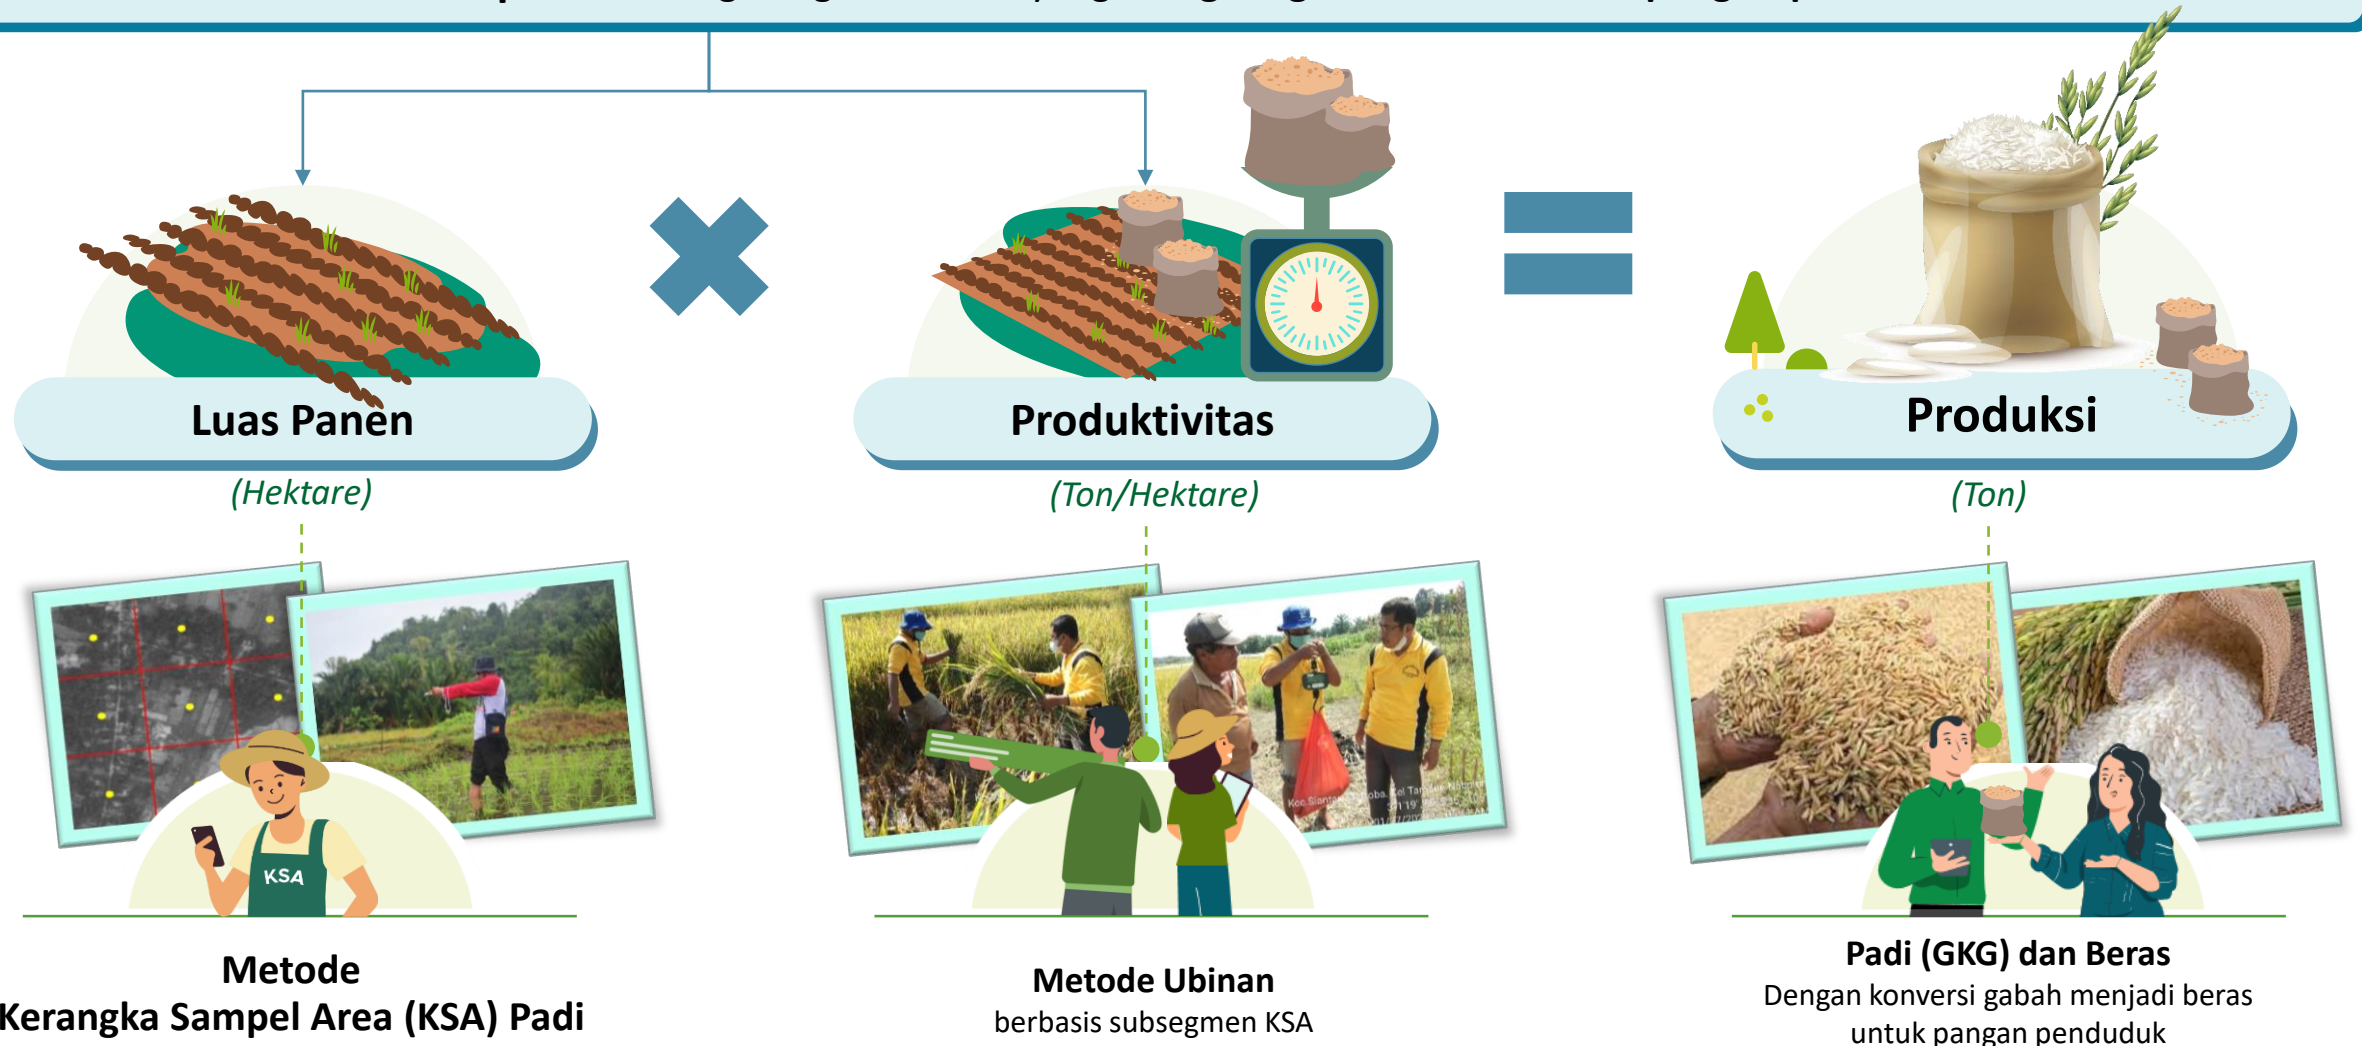 Luas Panen
Produktivitas
Produksi
(Hektare)
(Ton/Hektare)
(Ton)
KSA
Metode
Kerangka Sampel Area (KSA) Padi
Metode Ubinan
berbasis subsegmen KSA
Padi (GKG) dan Beras
Dengan konversi gabah menjadi beras
untuk pangan penduduk